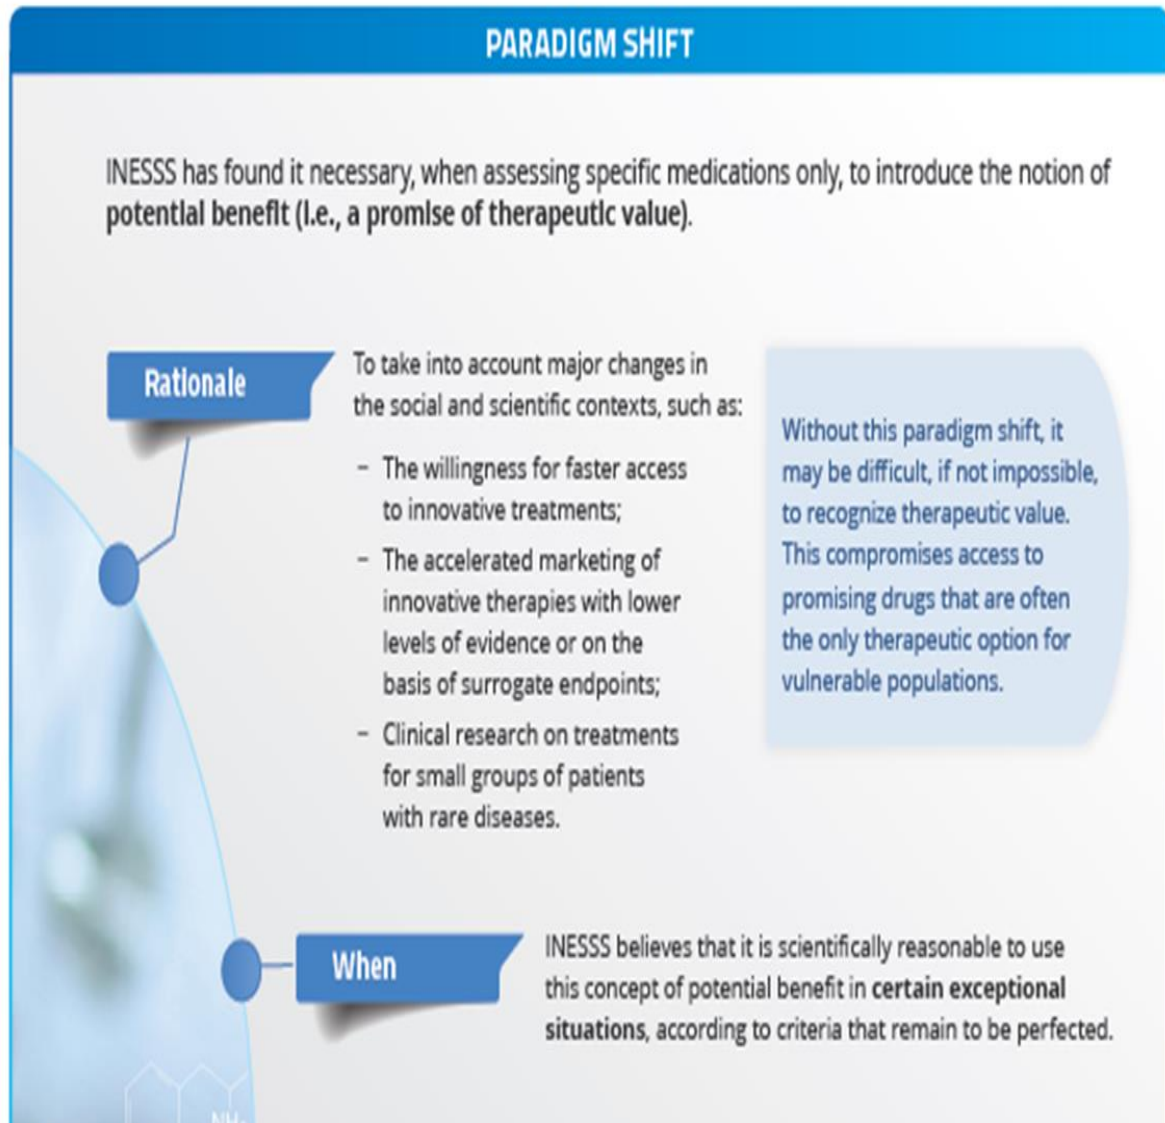 PARADIGM SHIFT
INESSS has found it necessary, when assessing specific medications only, to introduce the notion of
potential benefit (i.e., a promise of therapeutic value).
Rationale
To take into account major changes in
the social and scientific contexts, such as:
– The willingness for faster access
to innovative treatments;
– The accelerated marketing of
innovative therapies with lower
levels of evidence or on the
basis of surrogate endpoints;
– Clinical research on treatments
for small groups of patients
with rare diseases.
Without this paradigm shift, it
may be difficult, if not impossible,
to recognize therapeutic value.
This compromises access to
promising drugs that are often
the only therapeutic option for
vulnerable populations.
When
INESSS believes that it is scientifically reasonable to use
this concept of potential benefit in certain exceptional
situations, according to criteria that remain to be perfected.